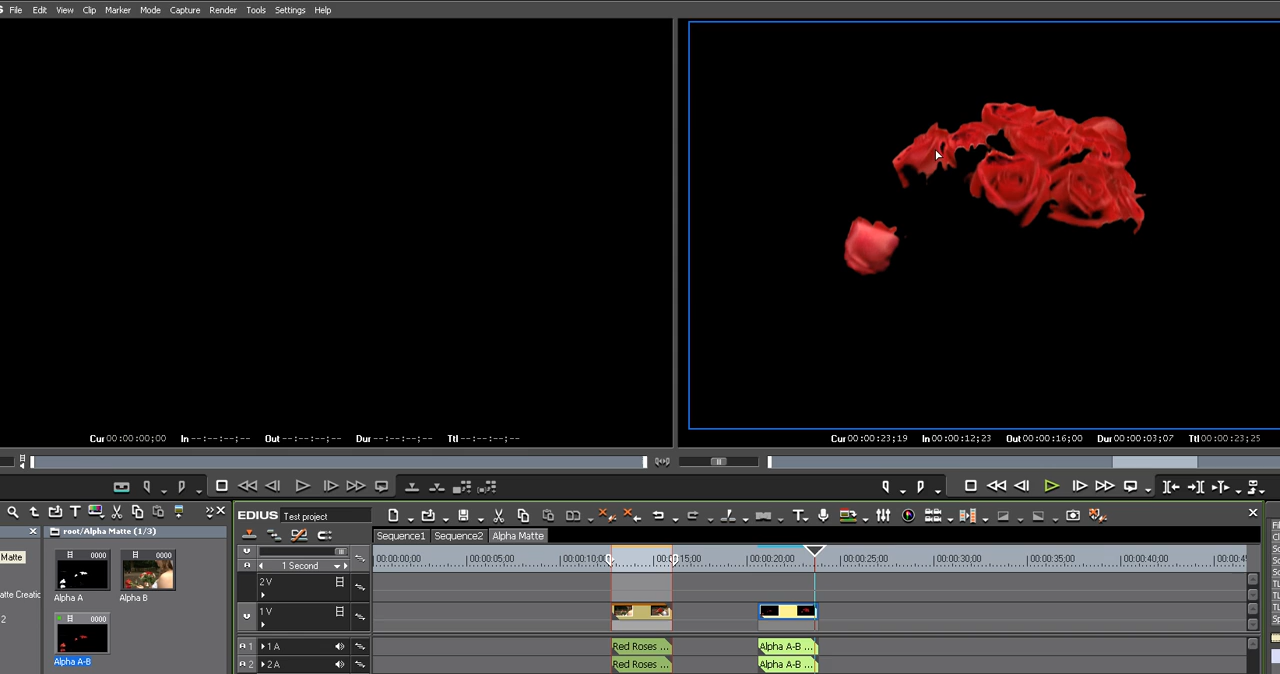 S File Edit View Clip Marker Mode Capture Render Tools Settings Help
Cur 00:00:00;00 In --:--:--;-- Out --:--:--;-- Dur --:--:--;-- Ttl --:--:--;--
Cur 00:00:23;19 In 00:00:12;23 Out 00:00:16;00 Dur 00:00:03;07 Ttl 00:00:23;25
EDIUS Test project
root/Alpha Matte (1/3)
Matte
Sequence1 Sequence2 Alpha Matte
0000 0000
1 Second
00:00:00;00 00:00:05;00 00:00:10;00 00:00:15;00 00:00:20;00 00:00:25;00 00:00:30;00 00:00:35;00 00:00:40;00 00:00:45
2 V
Alpha A Alpha B
1 V
0000
1 1 A Red Roses ... Alpha A-B ...
Alpha A-B
2 2 A Red Roses ... Alpha A-B ...